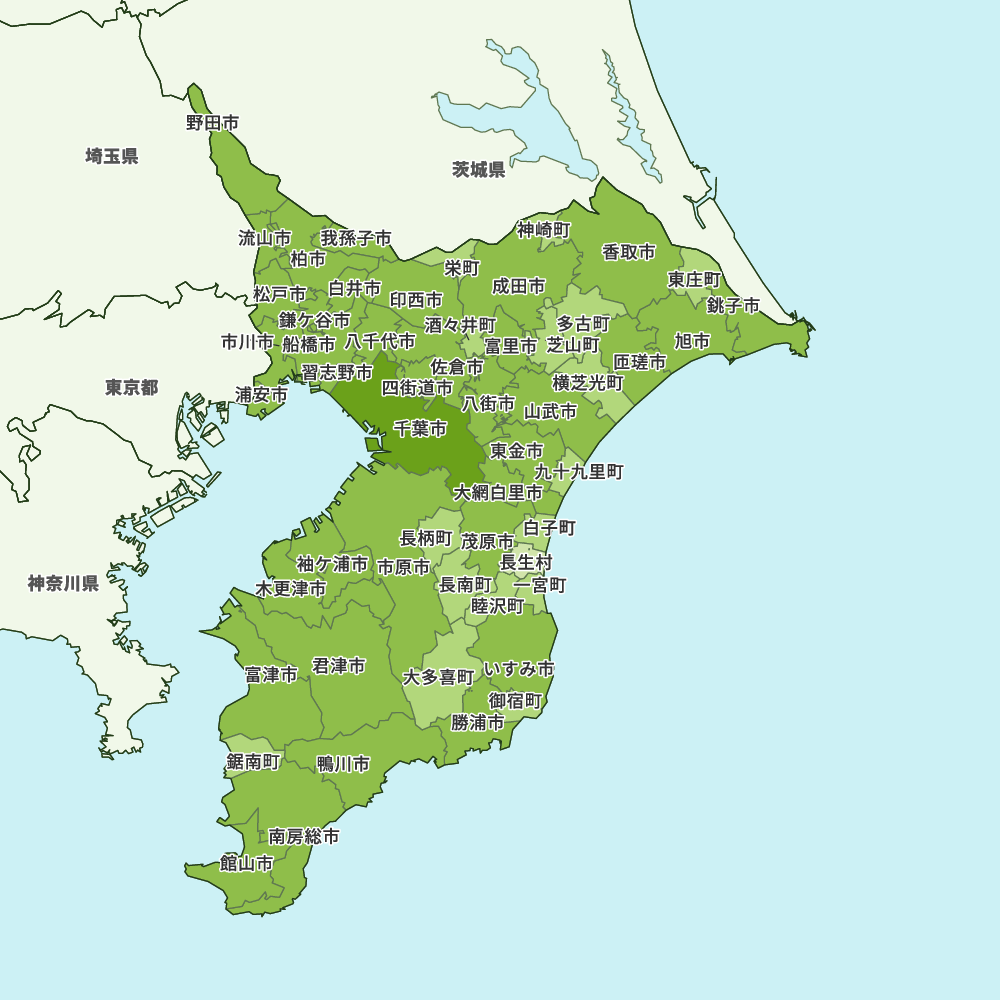 野田市
埼玉県
茨城県
流山市
我孫子市
神崎町
柏市
香取市
栄町
東庄町
松戸市
白井市
印西市
成田市
銚子市
鎌ケ谷市
酒々井町
多古町
市川市
船橋市
八千代市
富里市
芝山町
旭市
匝瑳市
習志野市
佐倉市
東京都
四街道市
横芝光町
浦安市
八街市
山武市
千葉市
東金市
九十九里町
大網白里市
白子町
長柄町
茂原市
袖ケ浦市
市原市
長生村
神奈川県
木更津市
長南町
一宮町
睦沢町
富津市
君津市
大多喜町
いすみ市
御宿町
勝浦市
鋸南町
鴨川市
南房総市
館山市